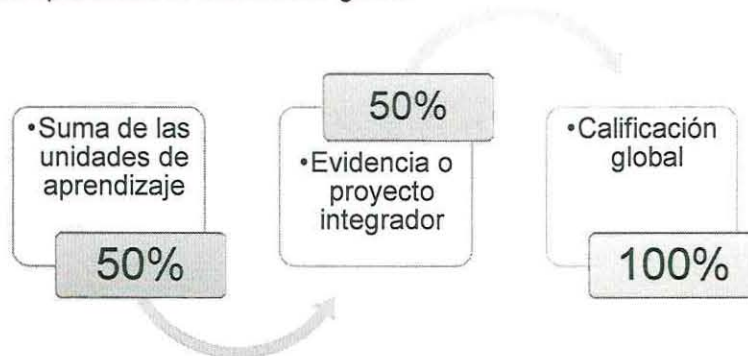 •Suma de las
unidades de
aprendizaje
50%
50%
•Evidencia o
proyecto
integrador
•Calificación
global
100%